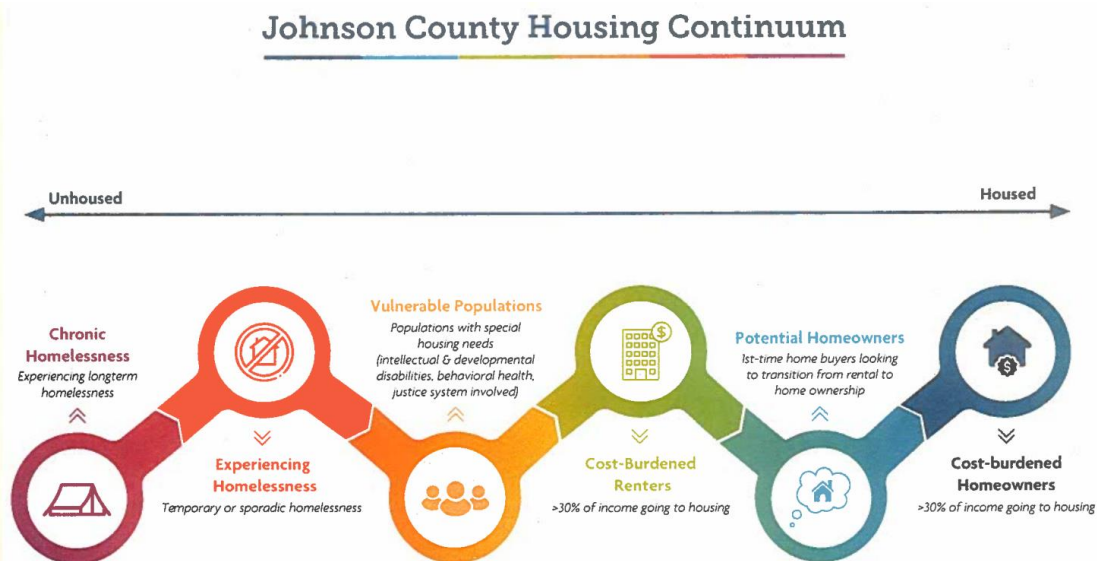 Johnson County Housing Continuum
Unhoused
Housed
Chronic
Homelessness
Experiencing longterm
homelessness
Experiencing
Homelessness
Temporary or sporadic homelessness
Vulnerable Populations
Populations with special
housing needs
(intellectual & developmental
disabilities, behavioral health,
justice system involved)
$
Cost-Burdened
Renters
>30% of income going to housing
Potential Homeowners
1st-time home buyers looking
to transition from rental to
home ownership
$
Cost-burdened
Homeowners
>30% of income going to housing